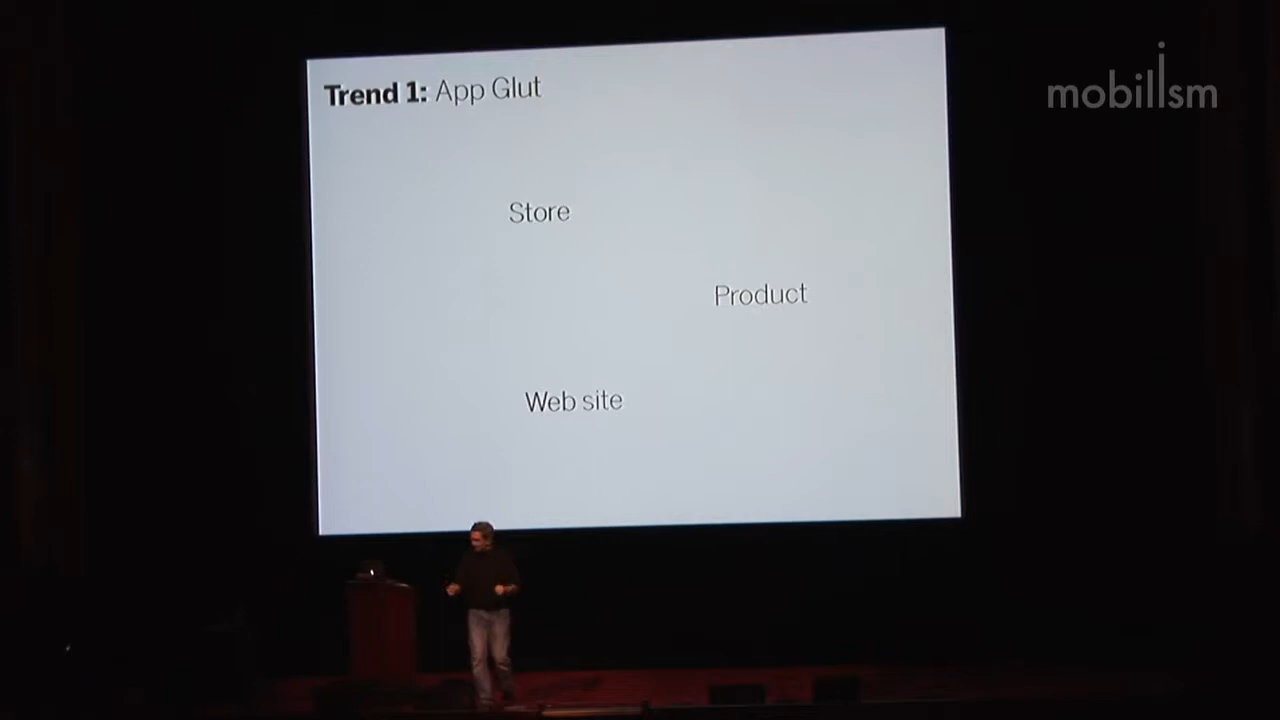 Trend 1: App Glut
mobilism
Store
Product
Web site